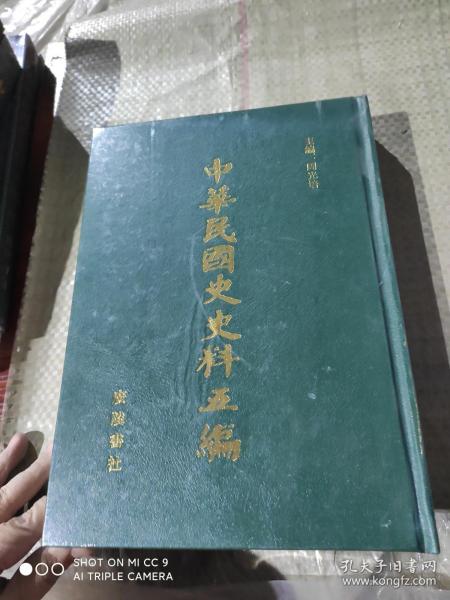 主編：周光培
中華民國史史料五編
廣陵書社
SHOT ON MI CC 9
AI TRIPLE CAMERA
孔夫子旧书网
www.kongfz.com